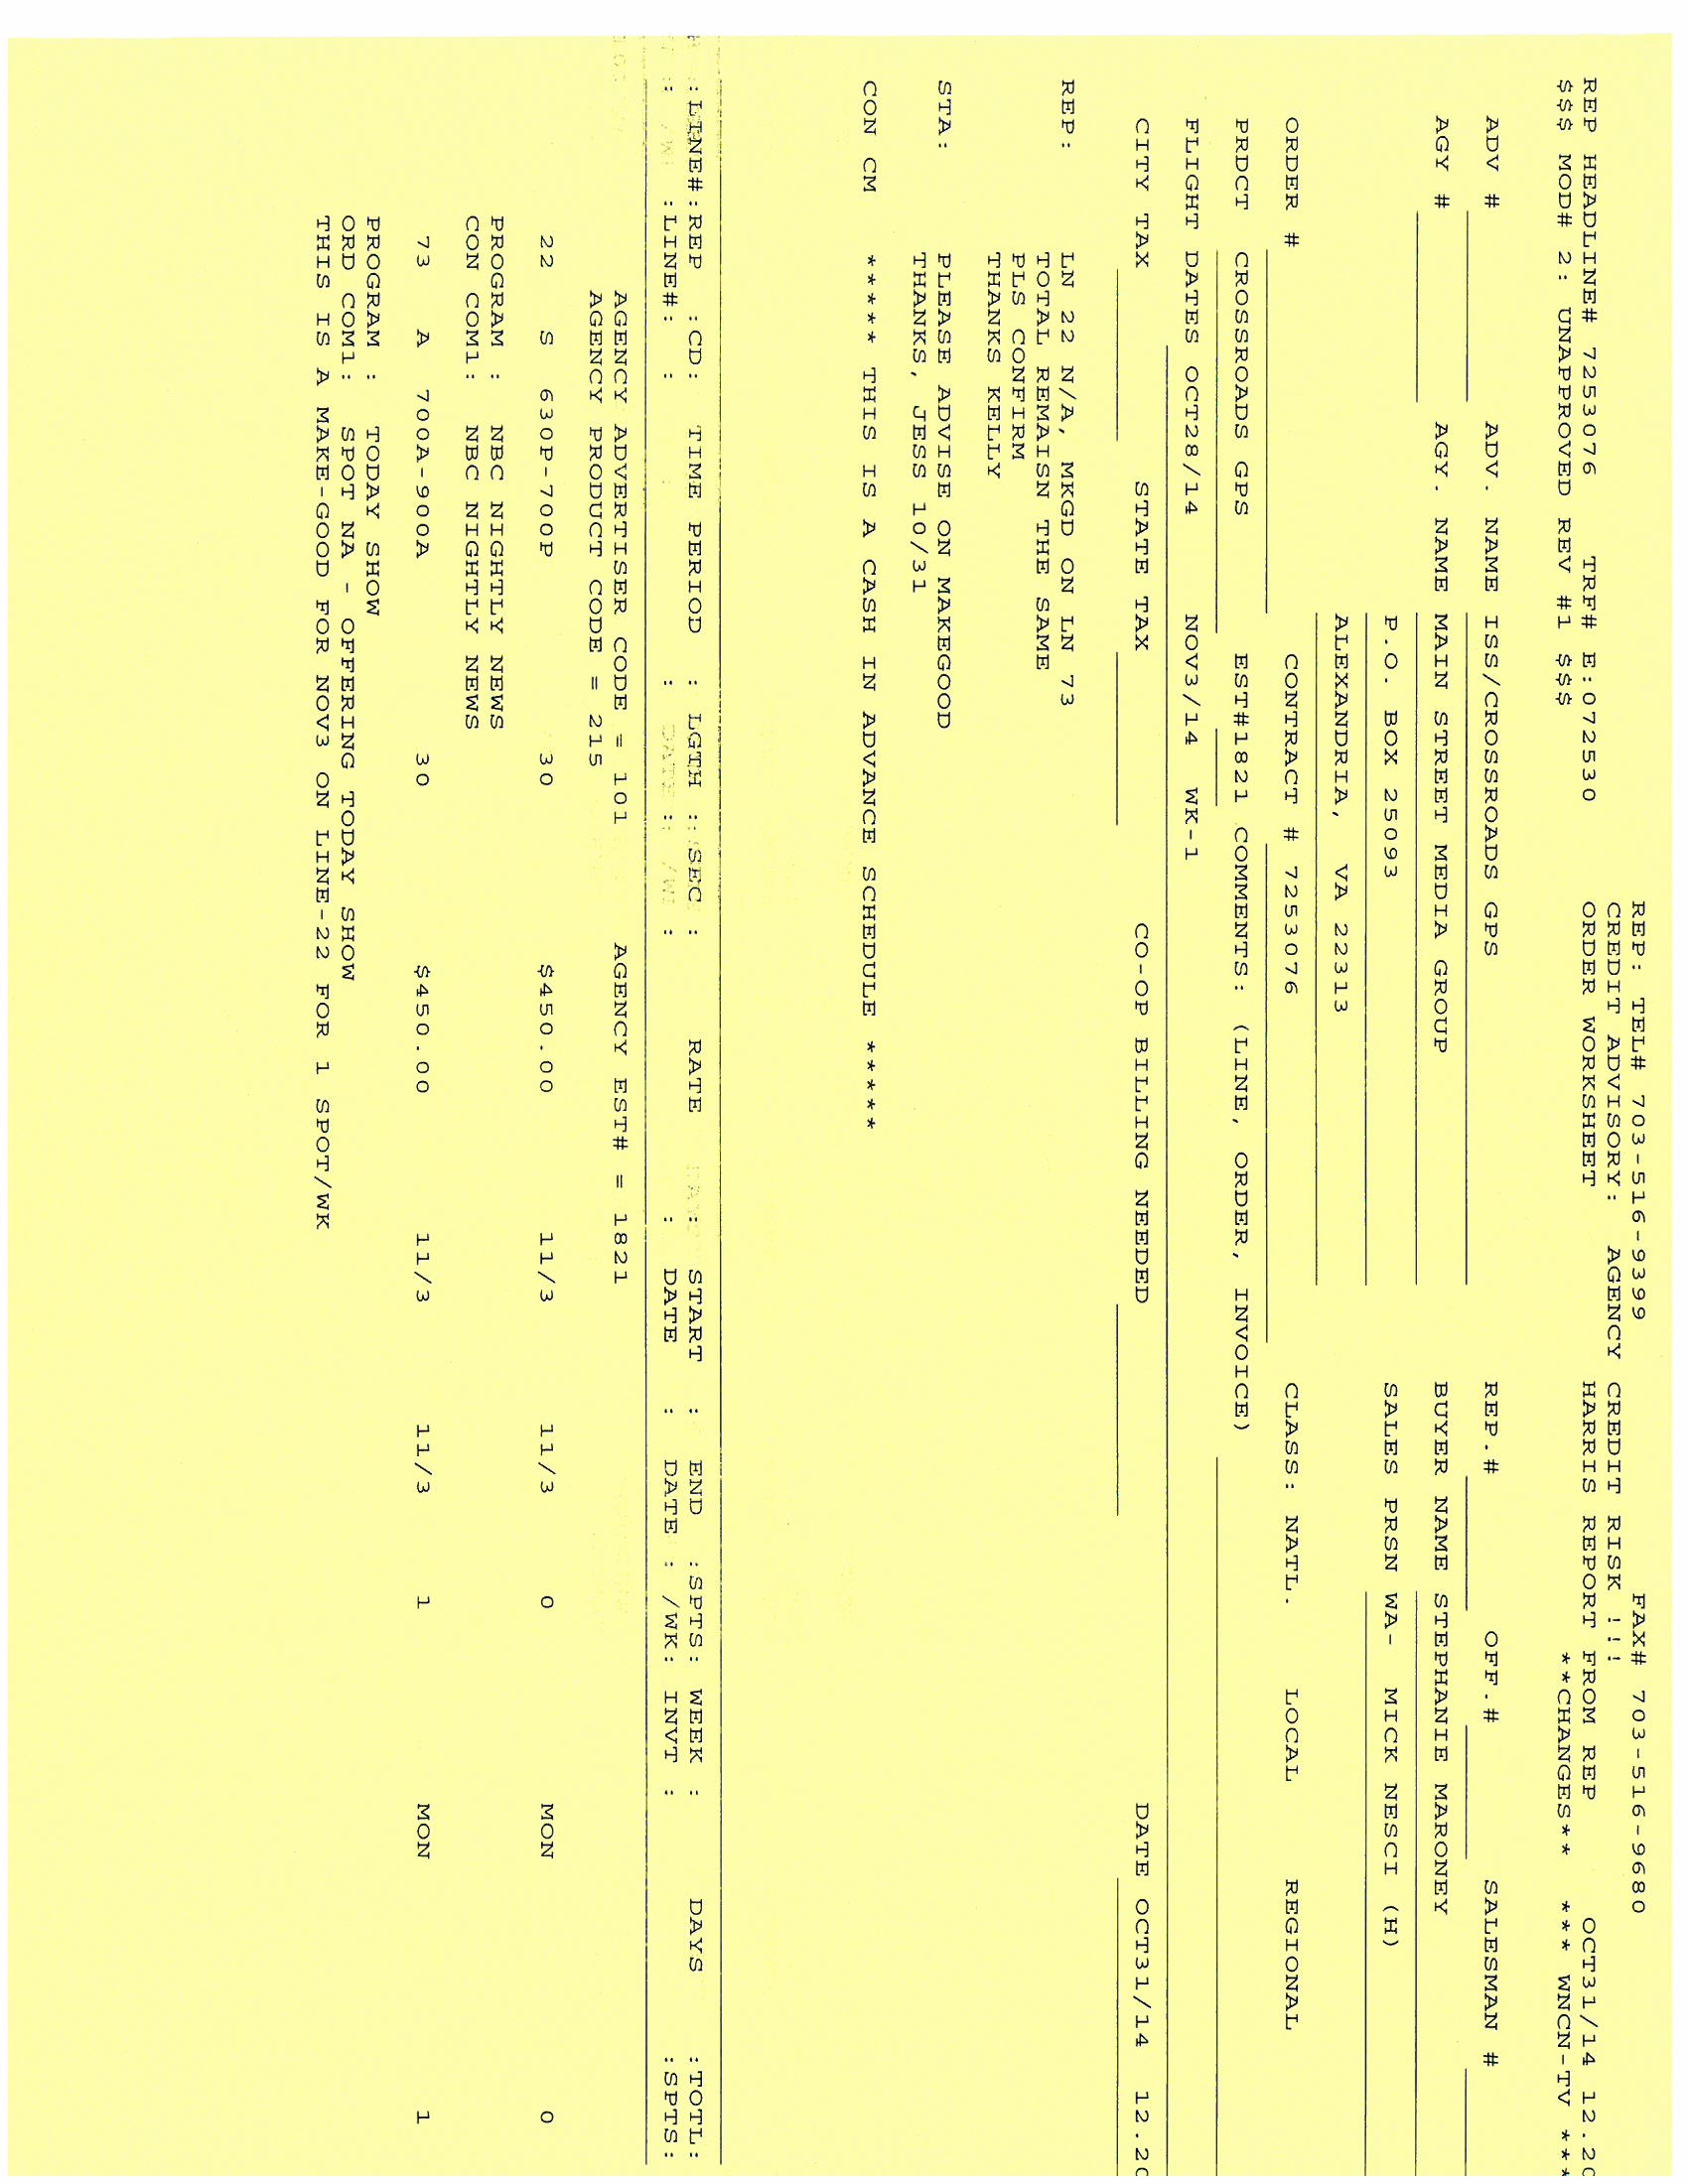 REP: TEL# 703-516-9399 FAX# 703-516-9680
CREDIT ADVISORY: AGENCY CREDIT RISK !!!
REP HEADLINE# 7253076 TRF# E:072530 ORDER WORKSHEET HARRIS REPORT FROM REP OCT31/14 12.20
$$$ MOD# 2: UNAPPROVED REV #1 $$$ **CHANGES** *** WNCN-TV ***
ADV # ADV. NAME ISS/CROSSROADS GPS REP.# OFF.# SALESMAN #
AGY # AGY. NAME MAIN STREET MEDIA GROUP BUYER NAME STEPHANIE MARONEY
P.O. BOX 25093 SALES PRSN WA- MICK NESCI (H)
ALEXANDRIA, VA 22313
ORDER # CONTRACT # 7253076 CLASS: NATL. LOCAL REGIONAL
PRDCT CROSSROADS GPS EST#1821 COMMENTS: (LINE, ORDER, INVOICE)
FLIGHT DATES OCT28/14 NOV3/14 WK-1
CITY TAX STATE TAX CO-OP BILLING NEEDED DATE OCT31/14 12.20
REP: LN 22 N/A, MKGD ON LN 73
TOTAL REMAISN THE SAME
PLS CONFIRM
THANKS KELLY
STA: PLEASE ADVISE ON MAKEGOOD
THANKS, JESS 10/31
CON CM ***** THIS IS A CASH IN ADVANCE SCHEDULE *****
:LINE#:REP :CD: TIME PERIOD : LGTH : SEC : RATE : START : END :SPTS: WEEK : DAYS :TOTL:
: :LINE#: : : : : : DATE : DATE : /WK: INVT : :SPTS:
AGENCY ADVERTISER CODE = 101 AGENCY EST# = 1821
AGENCY PRODUCT CODE = 215
22 S 630P-700P 30 $450.00 11/3 11/3 0 MON 0
PROGRAM : NBC NIGHTLY NEWS
CON COM1: NBC NIGHTLY NEWS
73 A 700A-900A 30 $450.00 11/3 11/3 1 MON 1
PROGRAM : TODAY SHOW
ORD COM1: SPOT NA - OFFERING TODAY SHOW
THIS IS A MAKE-GOOD FOR NOV3 ON LINE-22 FOR 1 SPOT/WK